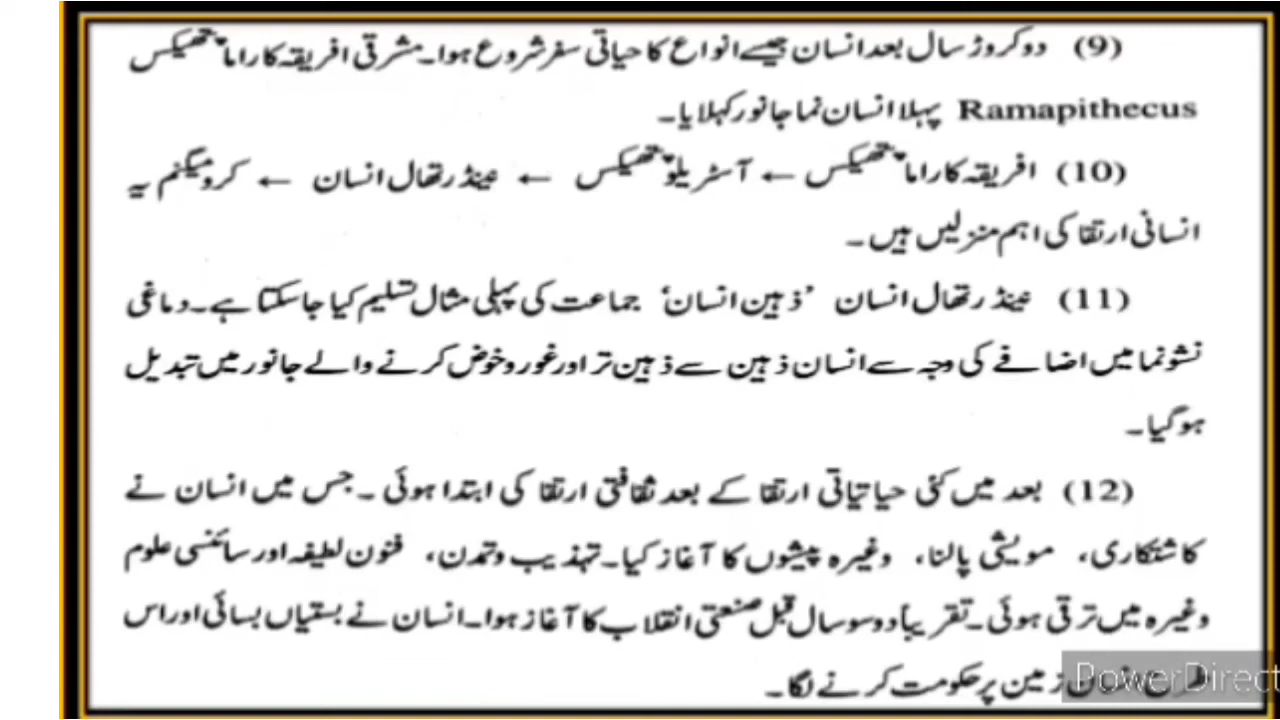 (9) دو کروڑ سال بعد انسان جیسے انواع کا حیاتی سفر شروع ہوا۔ مشرقی افریقہ کا راما پتھیکس
Ramapithecus پہلا انسان نما جانور کہلایا۔
(10) افریقہ کا راما پتھیکس ← آسٹریلو پتھیکس ← نینڈرتھال انسان ← کرومیگنم یہ
انسانی ارتقا کی اہم منزلیں ہیں۔
(11) نینڈرتھال انسان ’ذہین انسان‘ جماعت کی پہلی مثال تسلیم کیا جاسکتا ہے۔ دماغی
نشوونما میں اضافے کی وجہ سے انسان ذہین سے ذہین تر اور غور وخوض کرنے والے جانور میں تبدیل
ہوگیا۔
(12) بعد میں کئی حیاتیاتی ارتقا کے بعد ثقافتی ارتقا کی ابتدا ہوئی۔ جس میں انسان نے
کاشتکاری، مویشی پالنا، وغیرہ پیشوں کا آغاز کیا۔ تہذیب وتمدن، فنون لطیفہ اور سائنسی علوم
وغیرہ میں ترقی ہوئی۔ تقریباً دو سو سال قبل صنعتی انقلاب کا آغاز ہوا۔ انسان نے بستیاں بسائی اور اس
زمین پر حکومت کرنے لگا۔
PowerDirect